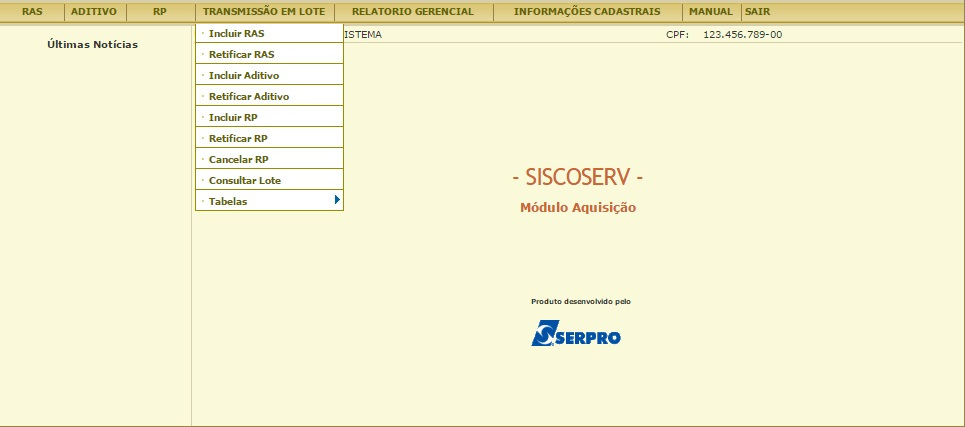 RAS ADITIVO RP TRANSMISSÃO EM LOTE RELATORIO GERENCIAL INFORMAÇÕES CADASTRAIS MANUAL SAIR
Últimas Notícias
ISTEMA CPF: 123.456.789-00
· Incluir RAS
· Retificar RAS
· Incluir Aditivo
· Retificar Aditivo
· Incluir RP
· Retificar RP
· Cancelar RP
· Consultar Lote
· Tabelas
- SISCOSERV -
Módulo Aquisição
Produto desenvolvido pelo
SERPRO